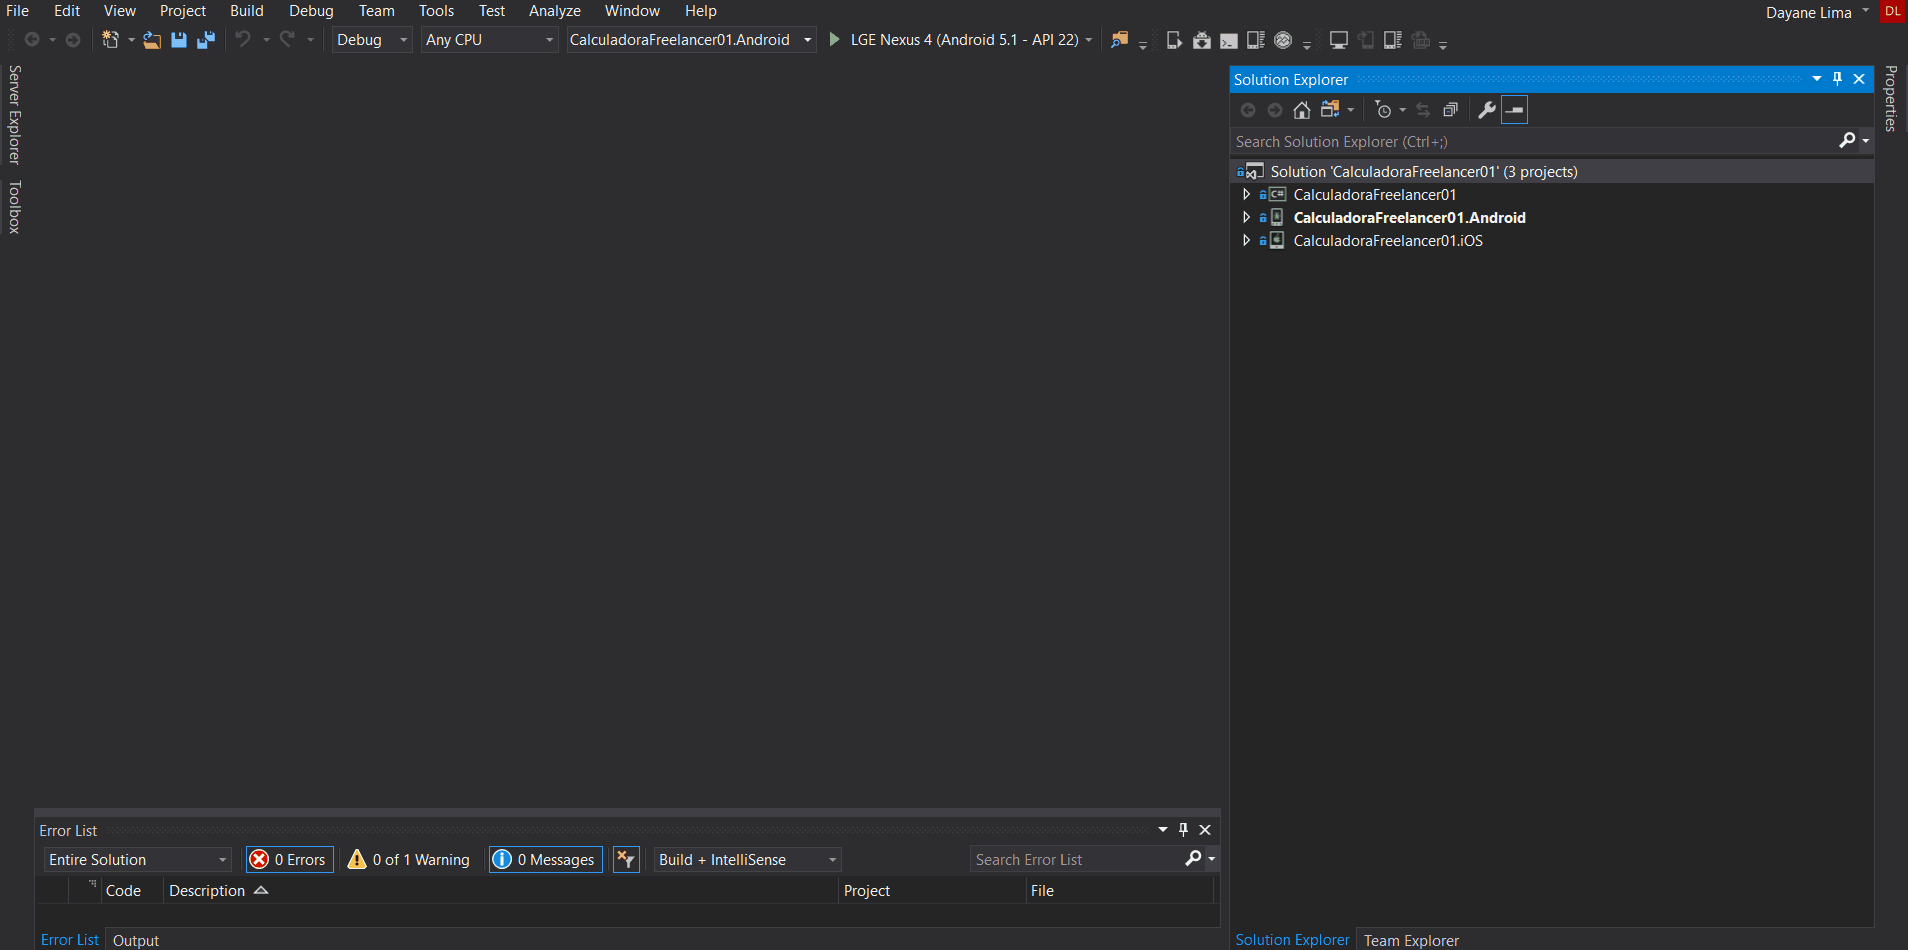 File Edit View Project Build Debug Team Tools Test Analyze Window Help
Dayane Lima DL
Debug Any CPU CalculadoraFreelancer01.Android LGE Nexus 4 (Android 5.1 - API 22)
Server Explorer
Toolbox
Solution Explorer
Search Solution Explorer (Ctrl+;)
Solution 'CalculadoraFreelancer01' (3 projects)
C# CalculadoraFreelancer01
CalculadoraFreelancer01.Android
CalculadoraFreelancer01.iOS
Properties
Error List
Entire Solution 0 Errors 0 of 1 Warning 0 Messages Build + IntelliSense Search Error List
Code Description Project File
Error List Output
Solution Explorer Team Explorer